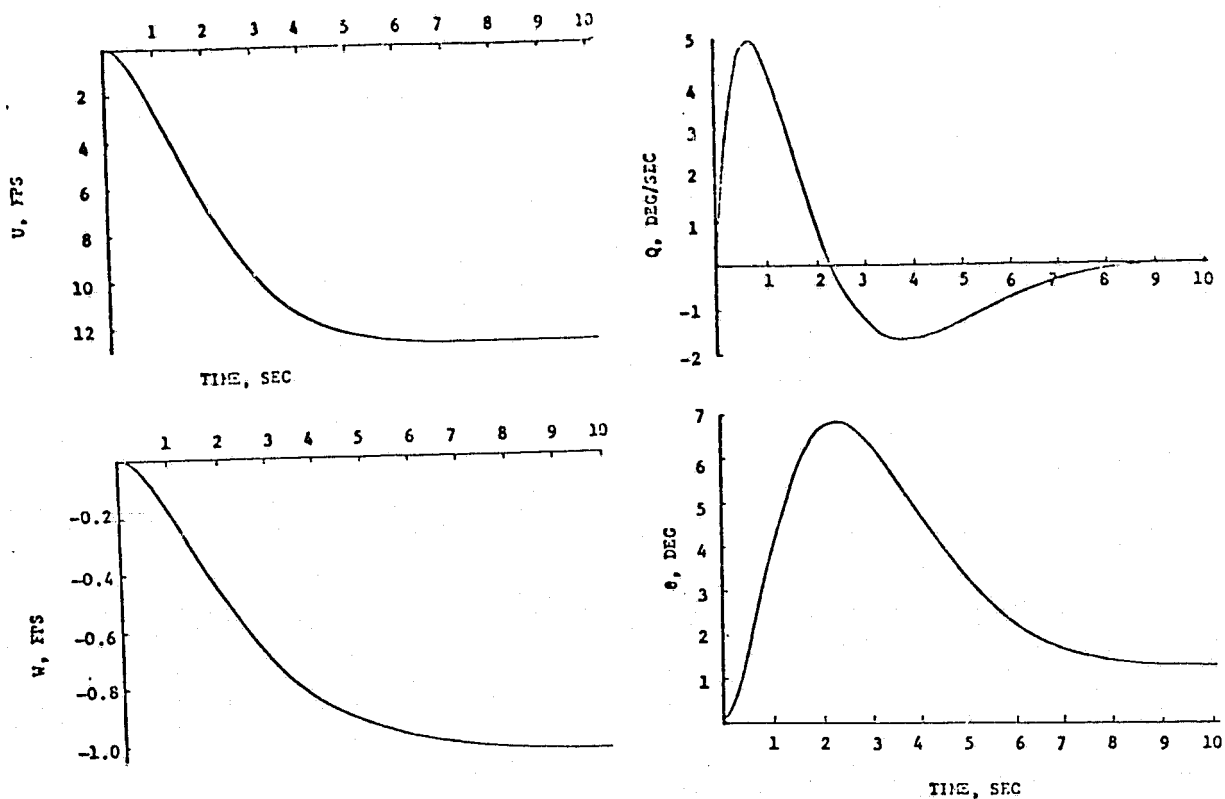 1 2 3 4 5 6 7 8 9 10
2
4
6
8
10
12
U, FPS
TIME, SEC
5
4
3
2
1
-1
-2
Q, DEG/SEC
1 2 3 4 5 6 7 8 9 10
1 2 3 4 5 6 7 8 9 10
-0.2
-0.4
-0.6
-0.8
-1.0
W, FPS
7
6
5
4
3
2
1
θ, DEG
1 2 3 4 5 6 7 8 9 10
TIME, SEC